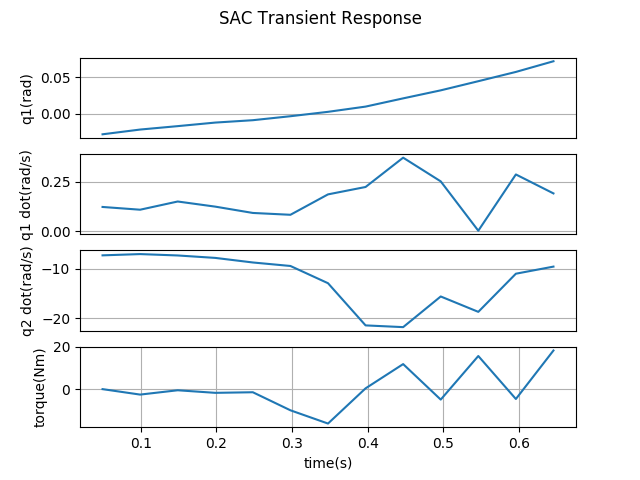 SAC Transient Response
q1(rad)
0.05
0.00
q1 dot(rad/s)
0.25
0.00
q2 dot(rad/s)
−10
−20
torque(Nm)
20
0
0.1 0.2 0.3 0.4 0.5 0.6
time(s)